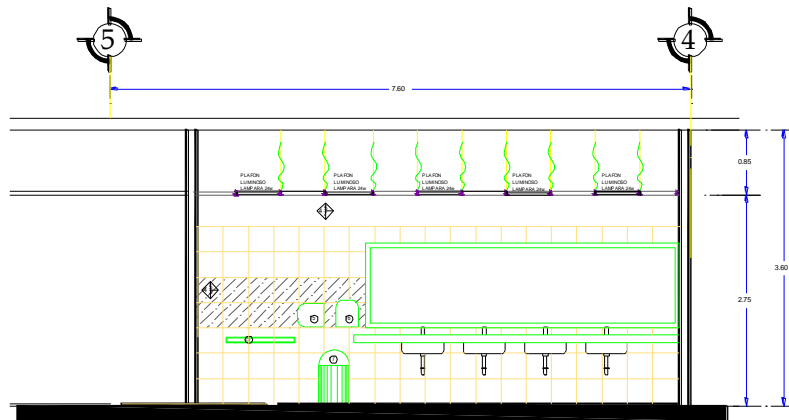 5
4
7.60
PLAFON
LUMINOSO
LAMPARA 24w
PLAFON
LUMINOSO
LAMPARA 24w
PLAFON
LUMINOSO
LAMPARA 24w
PLAFON
LUMINOSO
LAMPARA 24w
PLAFON
LUMINOSO
LAMPARA 24w
0.85
3.60
2.75